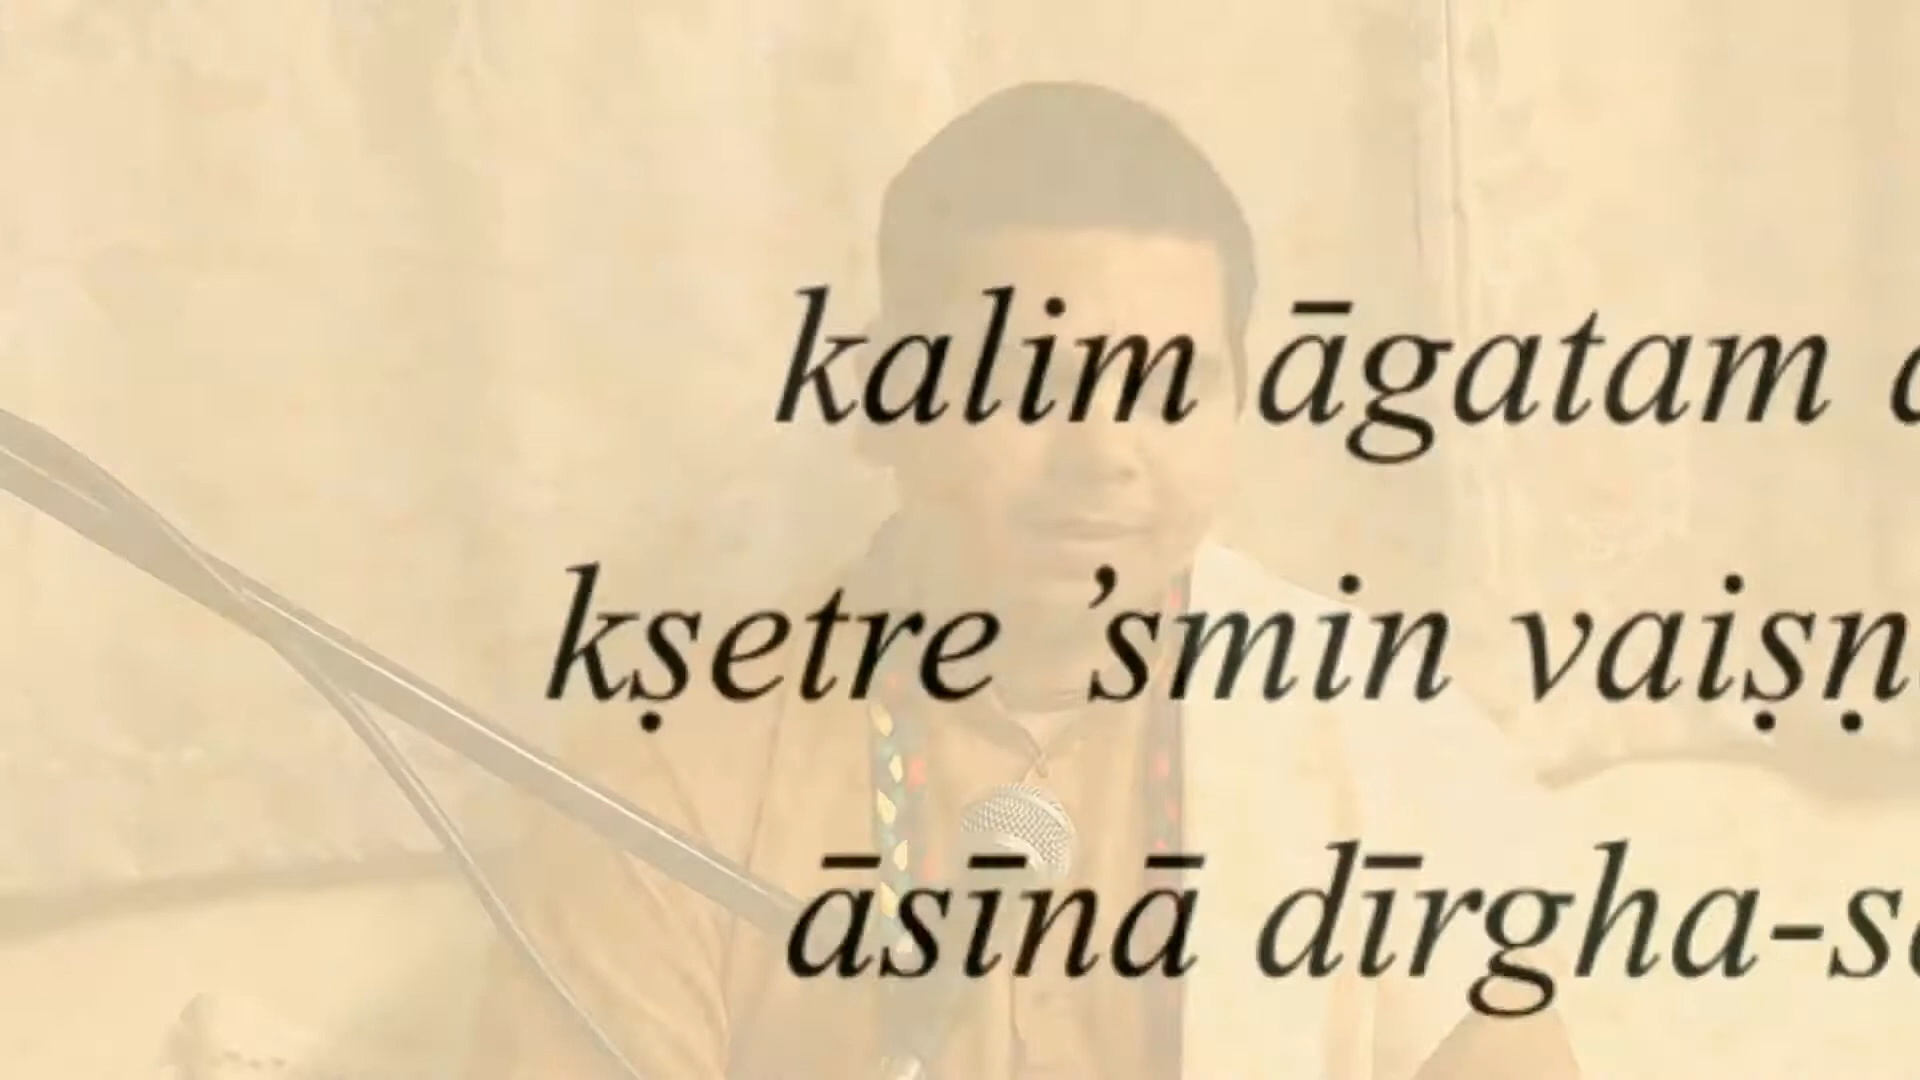 kalim āgatam
kṣetre ’smin vaiṣṇ
āsīnā dīrgha-s